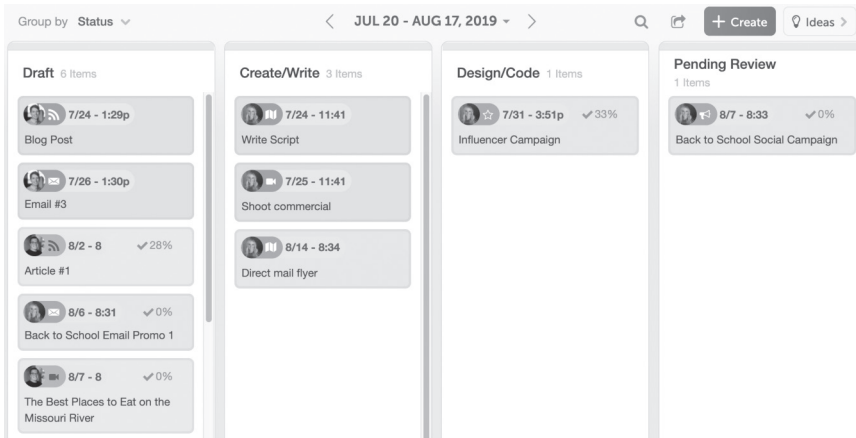 Group by Status
JUL 20 - AUG 17, 2019
+ Create
Ideas
Draft 6 Items
7/24 - 1:29p
Blog Post
7/26 - 1:30p
Email #3
8/2 - 8 28%
Article #1
8/6 - 8:31 0%
Back to School Email Promo 1
8/7 - 8 0%
The Best Places to Eat on the
Missouri River
Create/Write 3 Items
7/24 - 11:41
Write Script
7/25 - 11:41
Shoot commercial
8/14 - 8:34
Direct mail flyer
Design/Code 1 Items
7/31 - 3:51p 33%
Influencer Campaign
Pending Review
1 Items
8/7 - 8:33 0%
Back to School Social Campaign